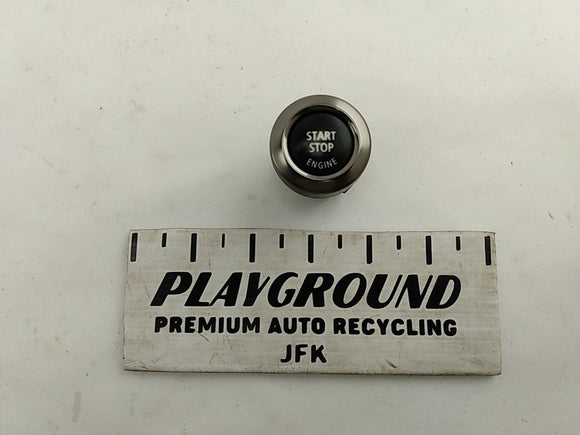 START
STOP
ENGINE
PLAYGROUND
PREMIUM AUTO RECYCLING
JFK